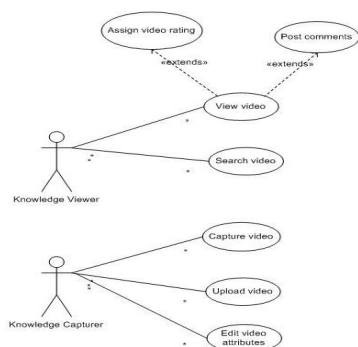 Assign video rating
Post comments
«extends»
«extends»
View video
*
*
*
Search video
*
Knowledge Viewer
Capture video
*
*
*
Upload video
*
Knowledge Capturer
Edit video
attributes
*